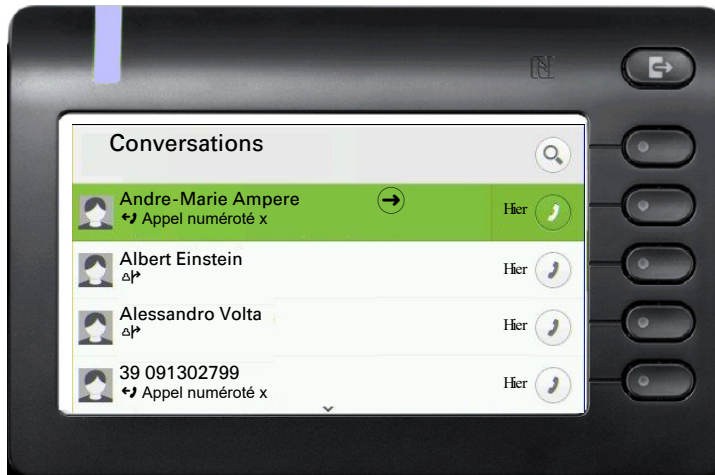 Conversations
Andre-Marie Ampere
Appel numéroté x
Hier
Albert Einstein
Hier
Alessandro Volta
Hier
39 091302799
Appel numéroté x
Hier